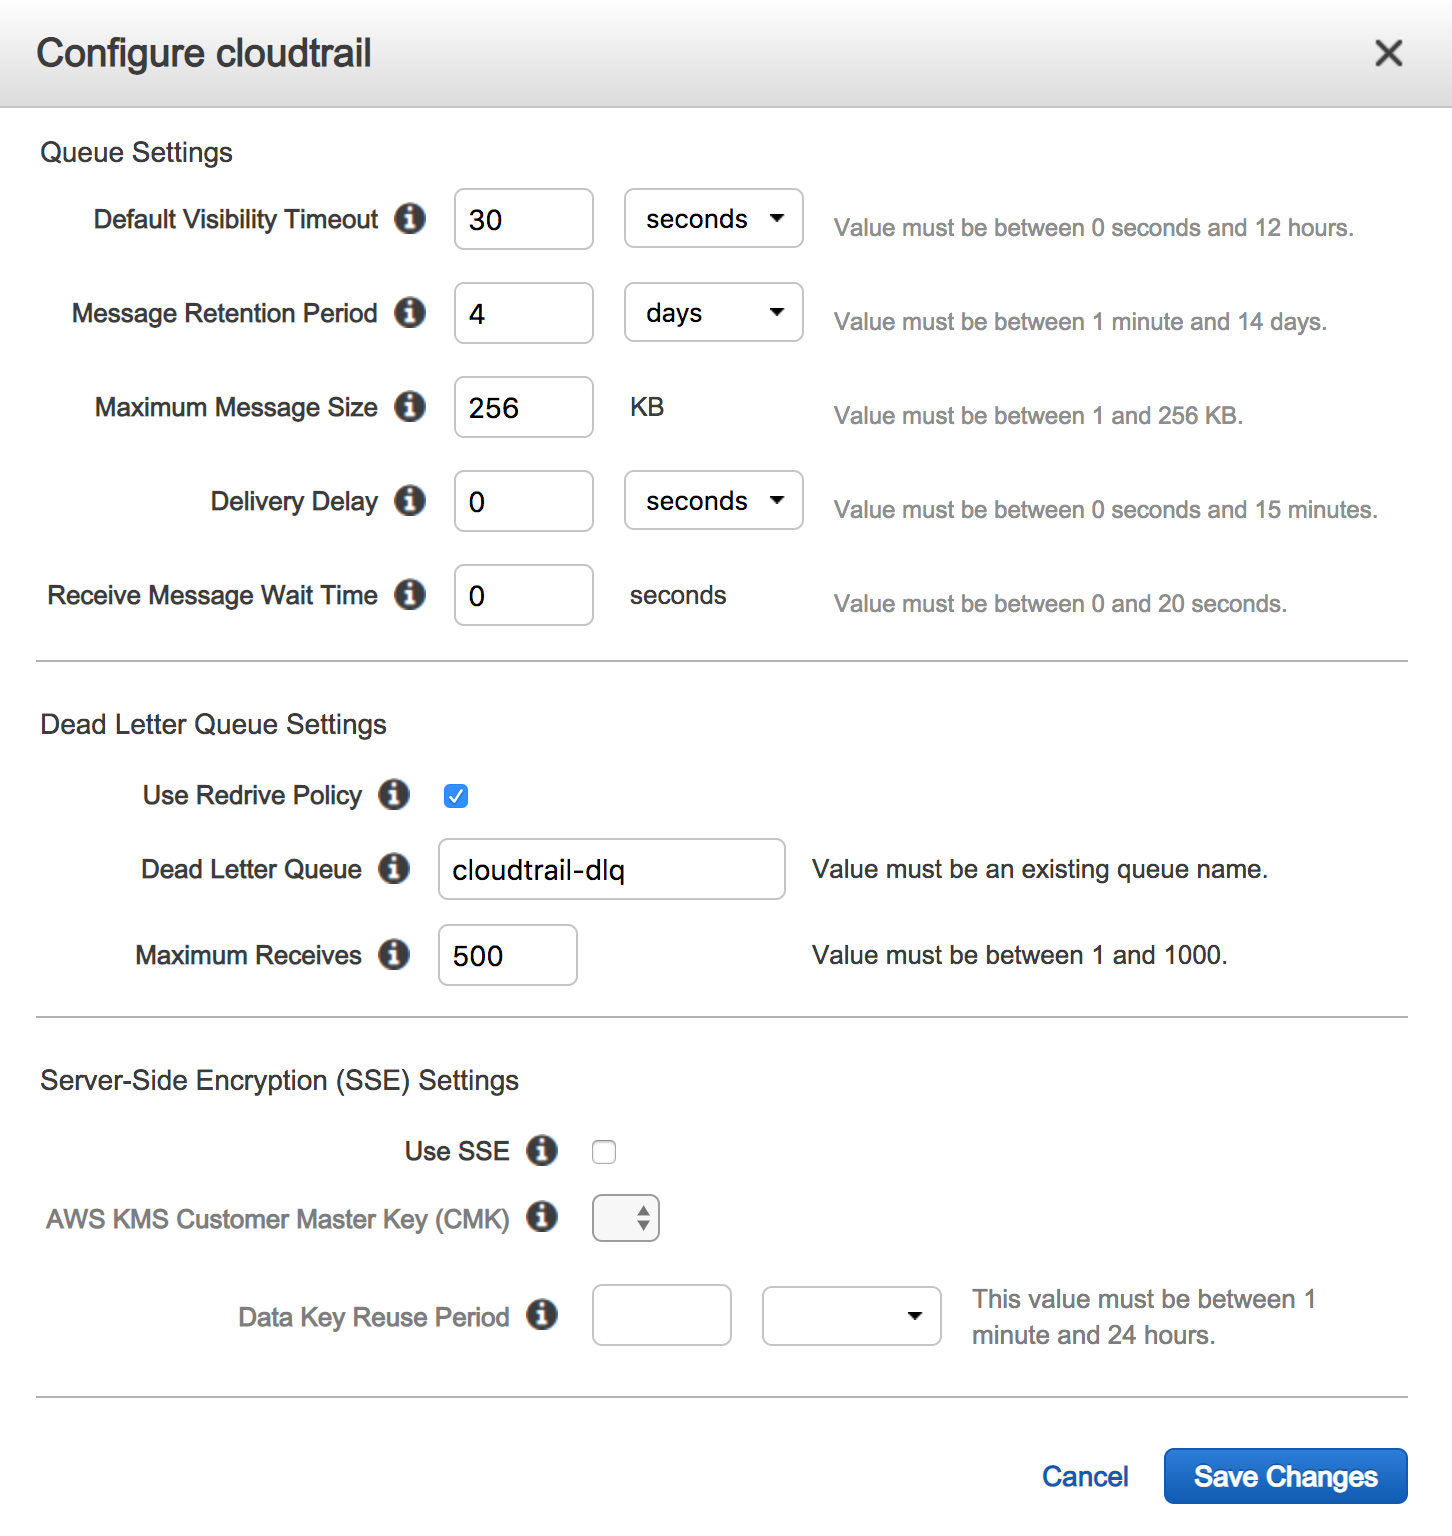 Configure cloudtrail
Queue Settings
Default Visibility Timeout 30 seconds Value must be between 0 seconds and 12 hours.
Message Retention Period 4 days Value must be between 1 minute and 14 days.
Maximum Message Size 256 KB Value must be between 1 and 256 KB.
Delivery Delay 0 seconds Value must be between 0 seconds and 15 minutes.
Receive Message Wait Time 0 seconds Value must be between 0 and 20 seconds.
Dead Letter Queue Settings
Use Redrive Policy
Dead Letter Queue cloudtrail-dlq Value must be an existing queue name.
Maximum Receives 500 Value must be between 1 and 1000.
Server-Side Encryption (SSE) Settings
Use SSE
AWS KMS Customer Master Key (CMK)
Data Key Reuse Period This value must be between 1
minute and 24 hours.
Cancel Save Changes